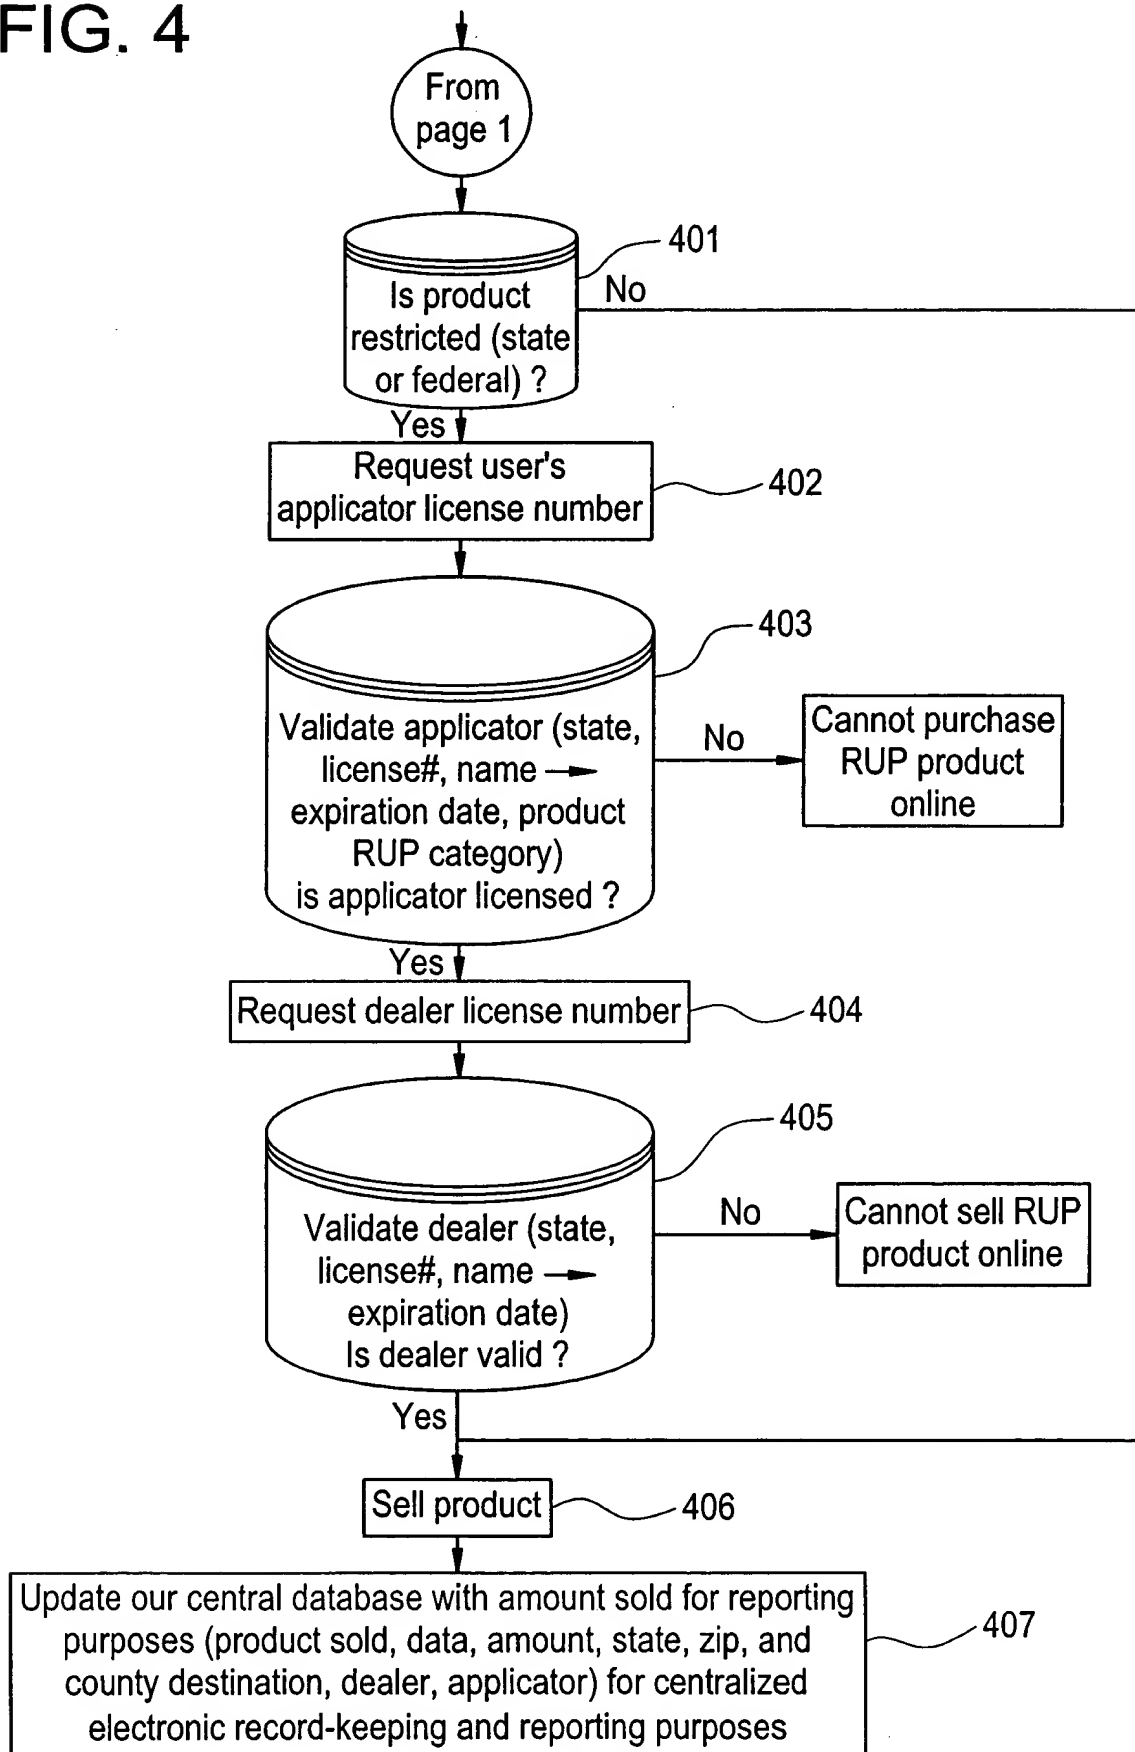 FIG. 4
From
page 1
401
Is product
restricted (state
or federal) ?
No
Yes
Request user's
applicator license number
402
403
Validate applicator (state,
license#, name →
expiration date, product
RUP category)
is applicator licensed ?
No
Cannot purchase
RUP product
online
Yes
Request dealer license number
404
405
Validate dealer (state,
license#, name →
expiration date)
Is dealer valid ?
No
Cannot sell RUP
product online
Yes
Sell product
406
Update our central database with amount sold for reporting
purposes (product sold, data, amount, state, zip, and
county destination, dealer, applicator) for centralized
electronic record-keeping and reporting purposes
407